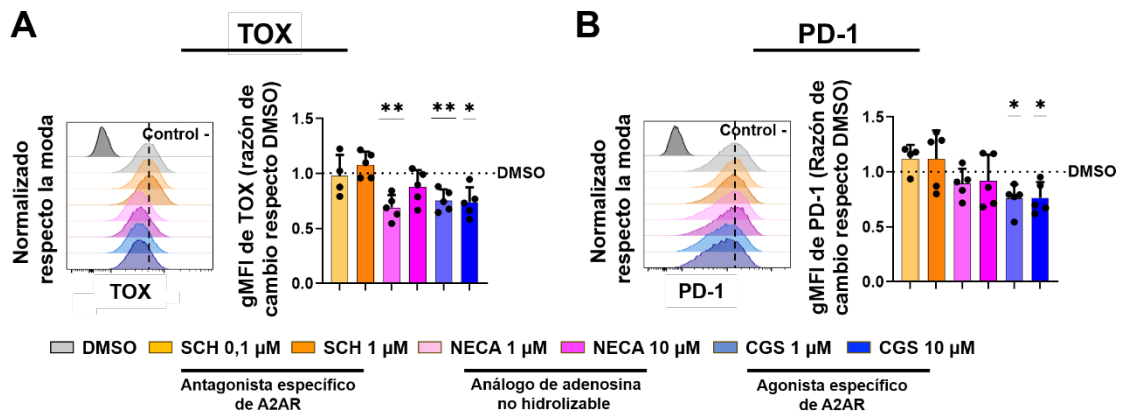 A
TOX
Normalizado
respecto la moda
Control -
TOX
gMFI de TOX (razón de
cambio respecto DMSO)
1.5
1.0
0.5
0.0
**
**
*
DMSO
B
PD-1
Normalizado
respecto la moda
Control -
PD-1
gMFI de PD-1 (Razón de
cambio respecto DMSO)
1.5
1.0
0.5
0.0
*
*
DMSO
DMSO SCH 0,1 µM SCH 1 µM NECA 1 µM NECA 10 µM CGS 1 µM CGS 10 µM
Antagonista específico
de A2AR
Análogo de adenosina
no hidrolizable
Agonista específico
de A2AR